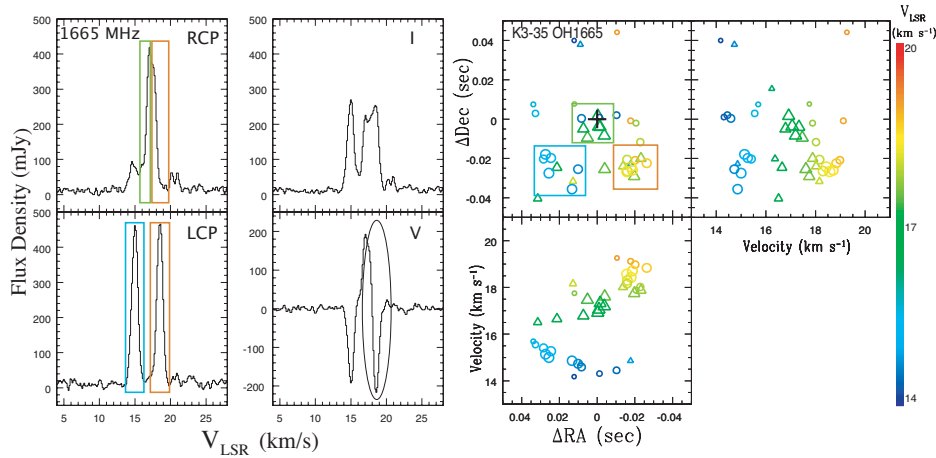 1665 MHz RCP
I
500
400
300
200
100
0
400
200
0
LCP
V
500
400
300
200
100
0
200
100
0
-100
-200
5 10 15 20 25
5 10 15 20 25
Flux Density (mJy)
V_LSR (km/s)
K3-35 OH1665
0.04
0.02
0
-0.02
-0.04
ΔDec (sec)
14 16 18 20
Velocity (km s⁻¹)
20
18
16
14
Velocity (km s⁻¹)
0.04 0.02 0 -0.02 -0.04
ΔRA (sec)
V_LSR
(km s⁻¹)
20
17
14